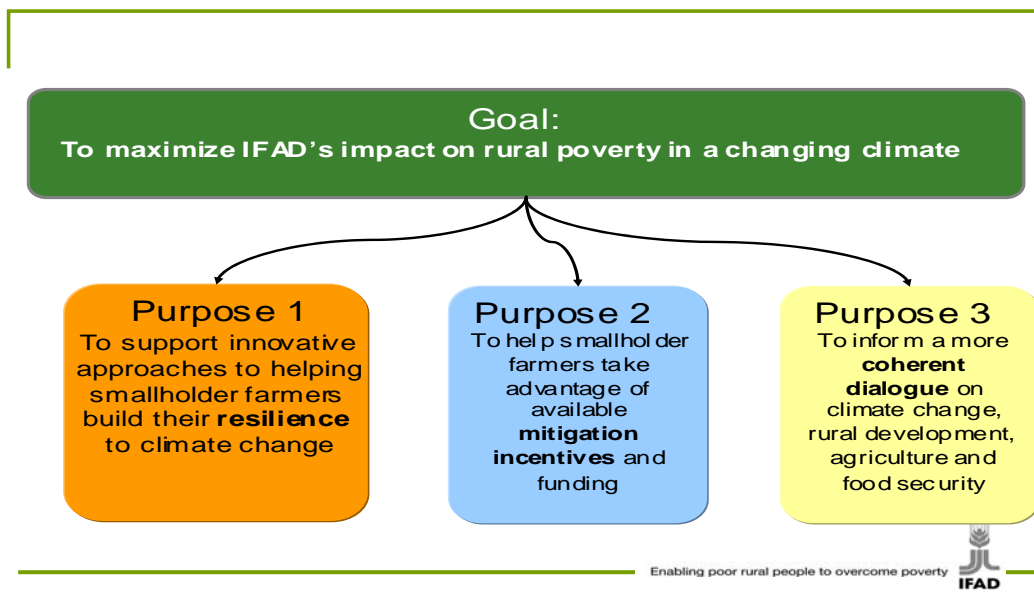 Goal:
To maximize IFAD's impact on rural poverty in a changing climate
Purpose 1
To support innovative
approaches to helping
smallholder farmers
build their resilience
to climate change
Purpose 2
To help smallholder
farmers take
advantage of
available
mitigation
incentives and
funding
Purpose 3
To inform a more
coherent
dialogue on
climate change,
rural development,
agriculture and
food security
Enabling poor rural people to overcome poverty
IFAD